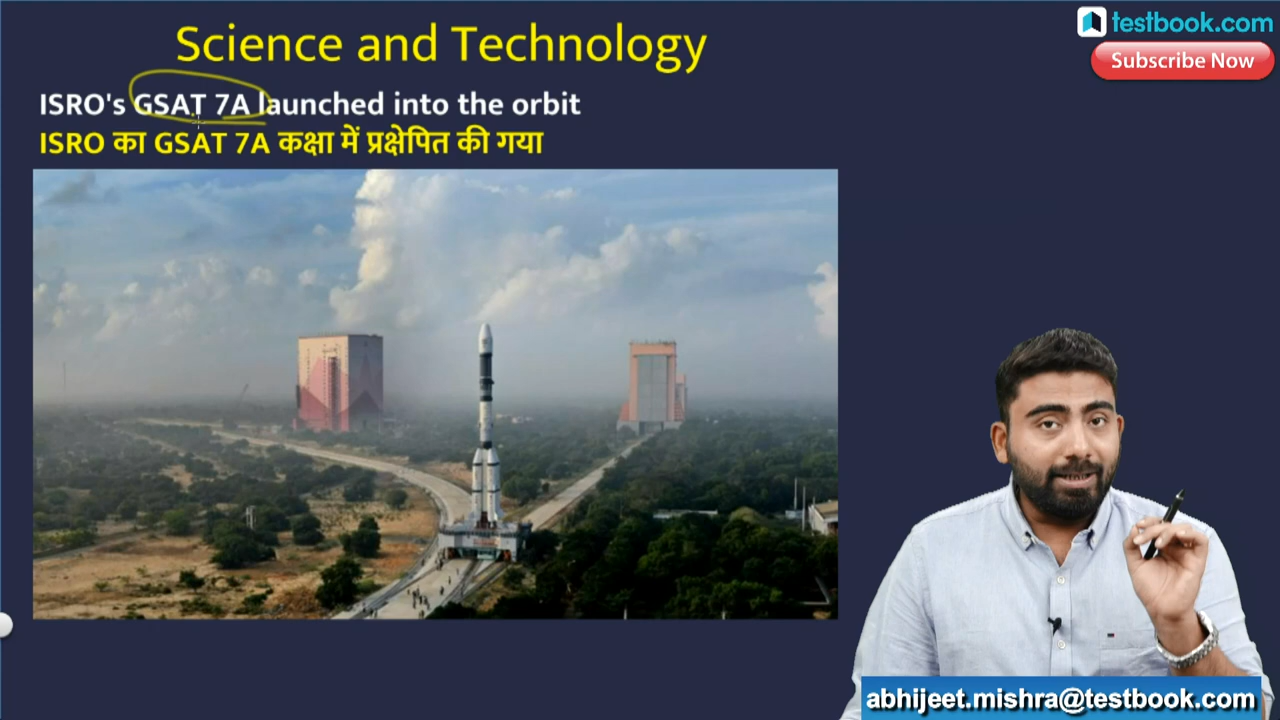 Science and Technology
testbook.com
Subscribe Now
ISRO's GSAT 7A launched into the orbit
ISRO का GSAT 7A कक्षा में प्रक्षेपित की गया
abhijeet.mishra@testbook.com